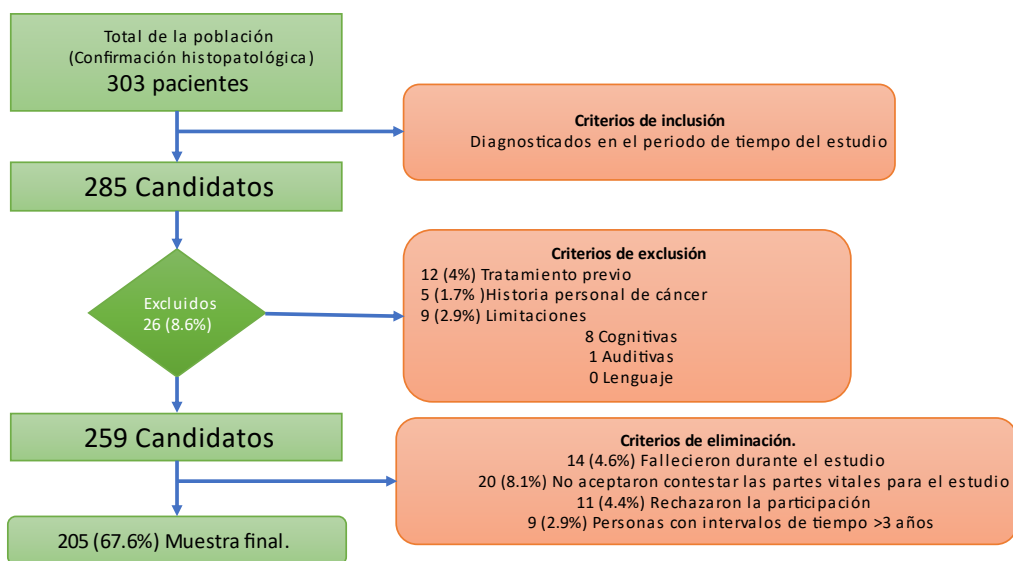 Total de la población
(Confirmación histopatológica)
303 pacientes
Criterios de inclusión
Diagnosticados en el periodo de tiempo del estudio
285 Candidatos
Criterios de exclusión
12 (4%) Tratamiento previo
5 (1.7% )Historia personal de cáncer
9 (2.9%) Limitaciones
8 Cognitivas
1 Auditivas
0 Lenguaje
Excluidos
26 (8.6%)
259 Candidatos
Criterios de eliminación.
14 (4.6%) Fallecieron durante el estudio
20 (8.1%) No aceptaron contestar las partes vitales para el estudio
11 (4.4%) Rechazaron la participación
9 (2.9%) Personas con intervalos de tiempo >3 años
205 (67.6%) Muestra final.